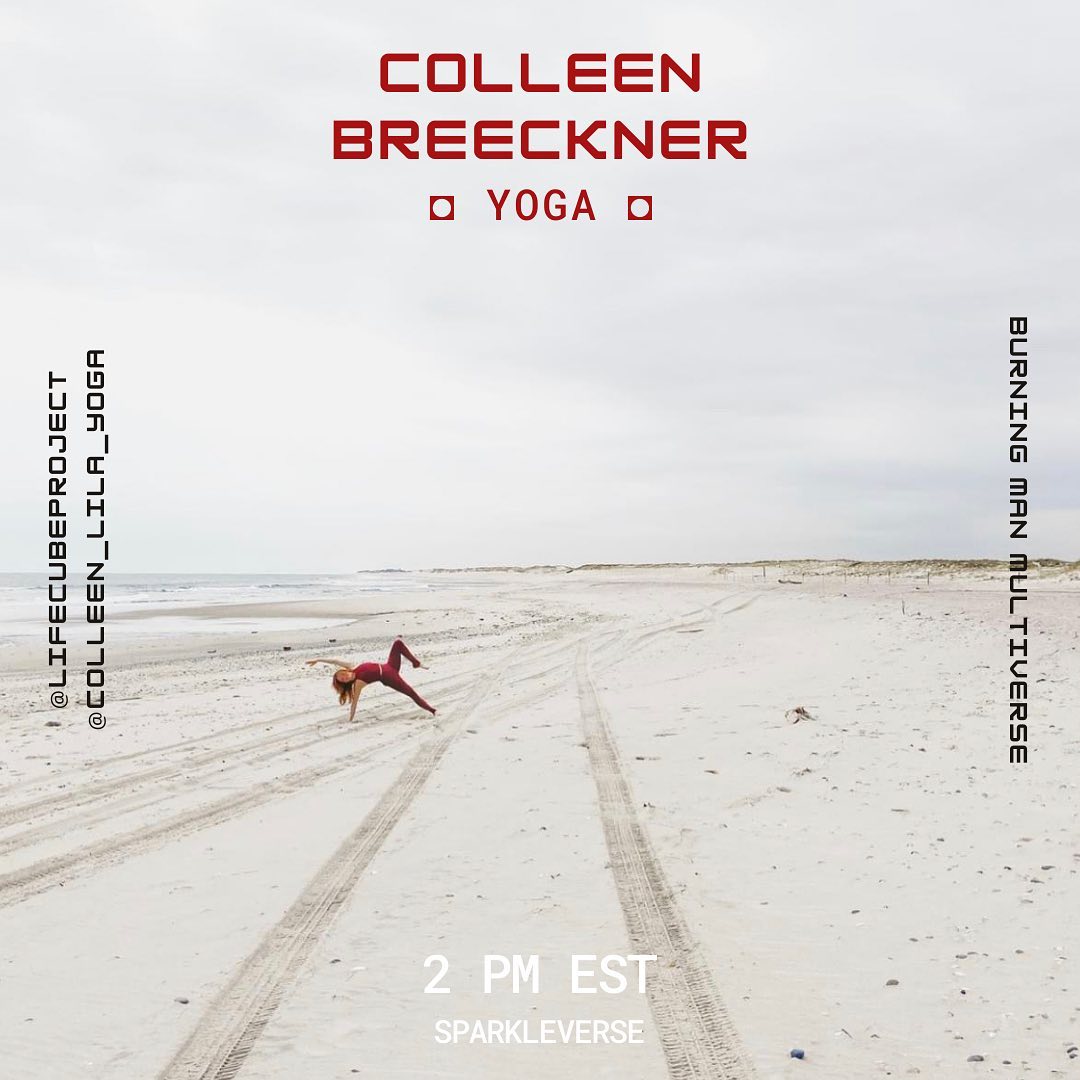 COLLEEN
BREECKNER
◘ YOGA ◘
@LIFECUBEPROJECT
@COLLEEN_LILA_YOGA
BURNING MAN MULTIVERSE
2 PM EST
SPARKLEVERSE